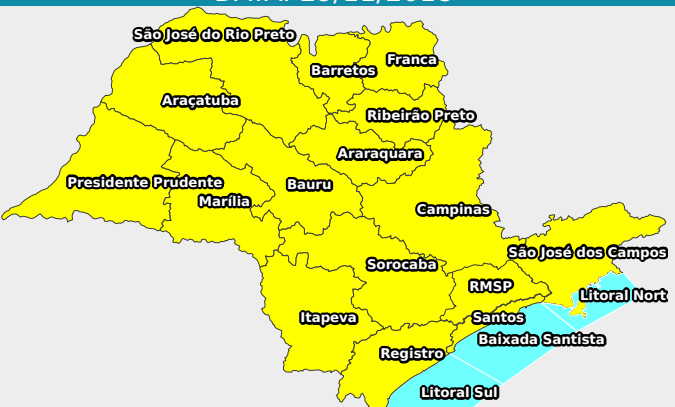 São José do Rio Preto
Franca
Barretos
Araçatuba
Ribeirão Preto
Araraquara
Presidente Prudente
Bauru
Marília
Campinas
São José dos Campos
Sorocaba
RMSP
Litoral Nort
Itapeva
Santos
Baixada Santista
Registro
Litoral Sul